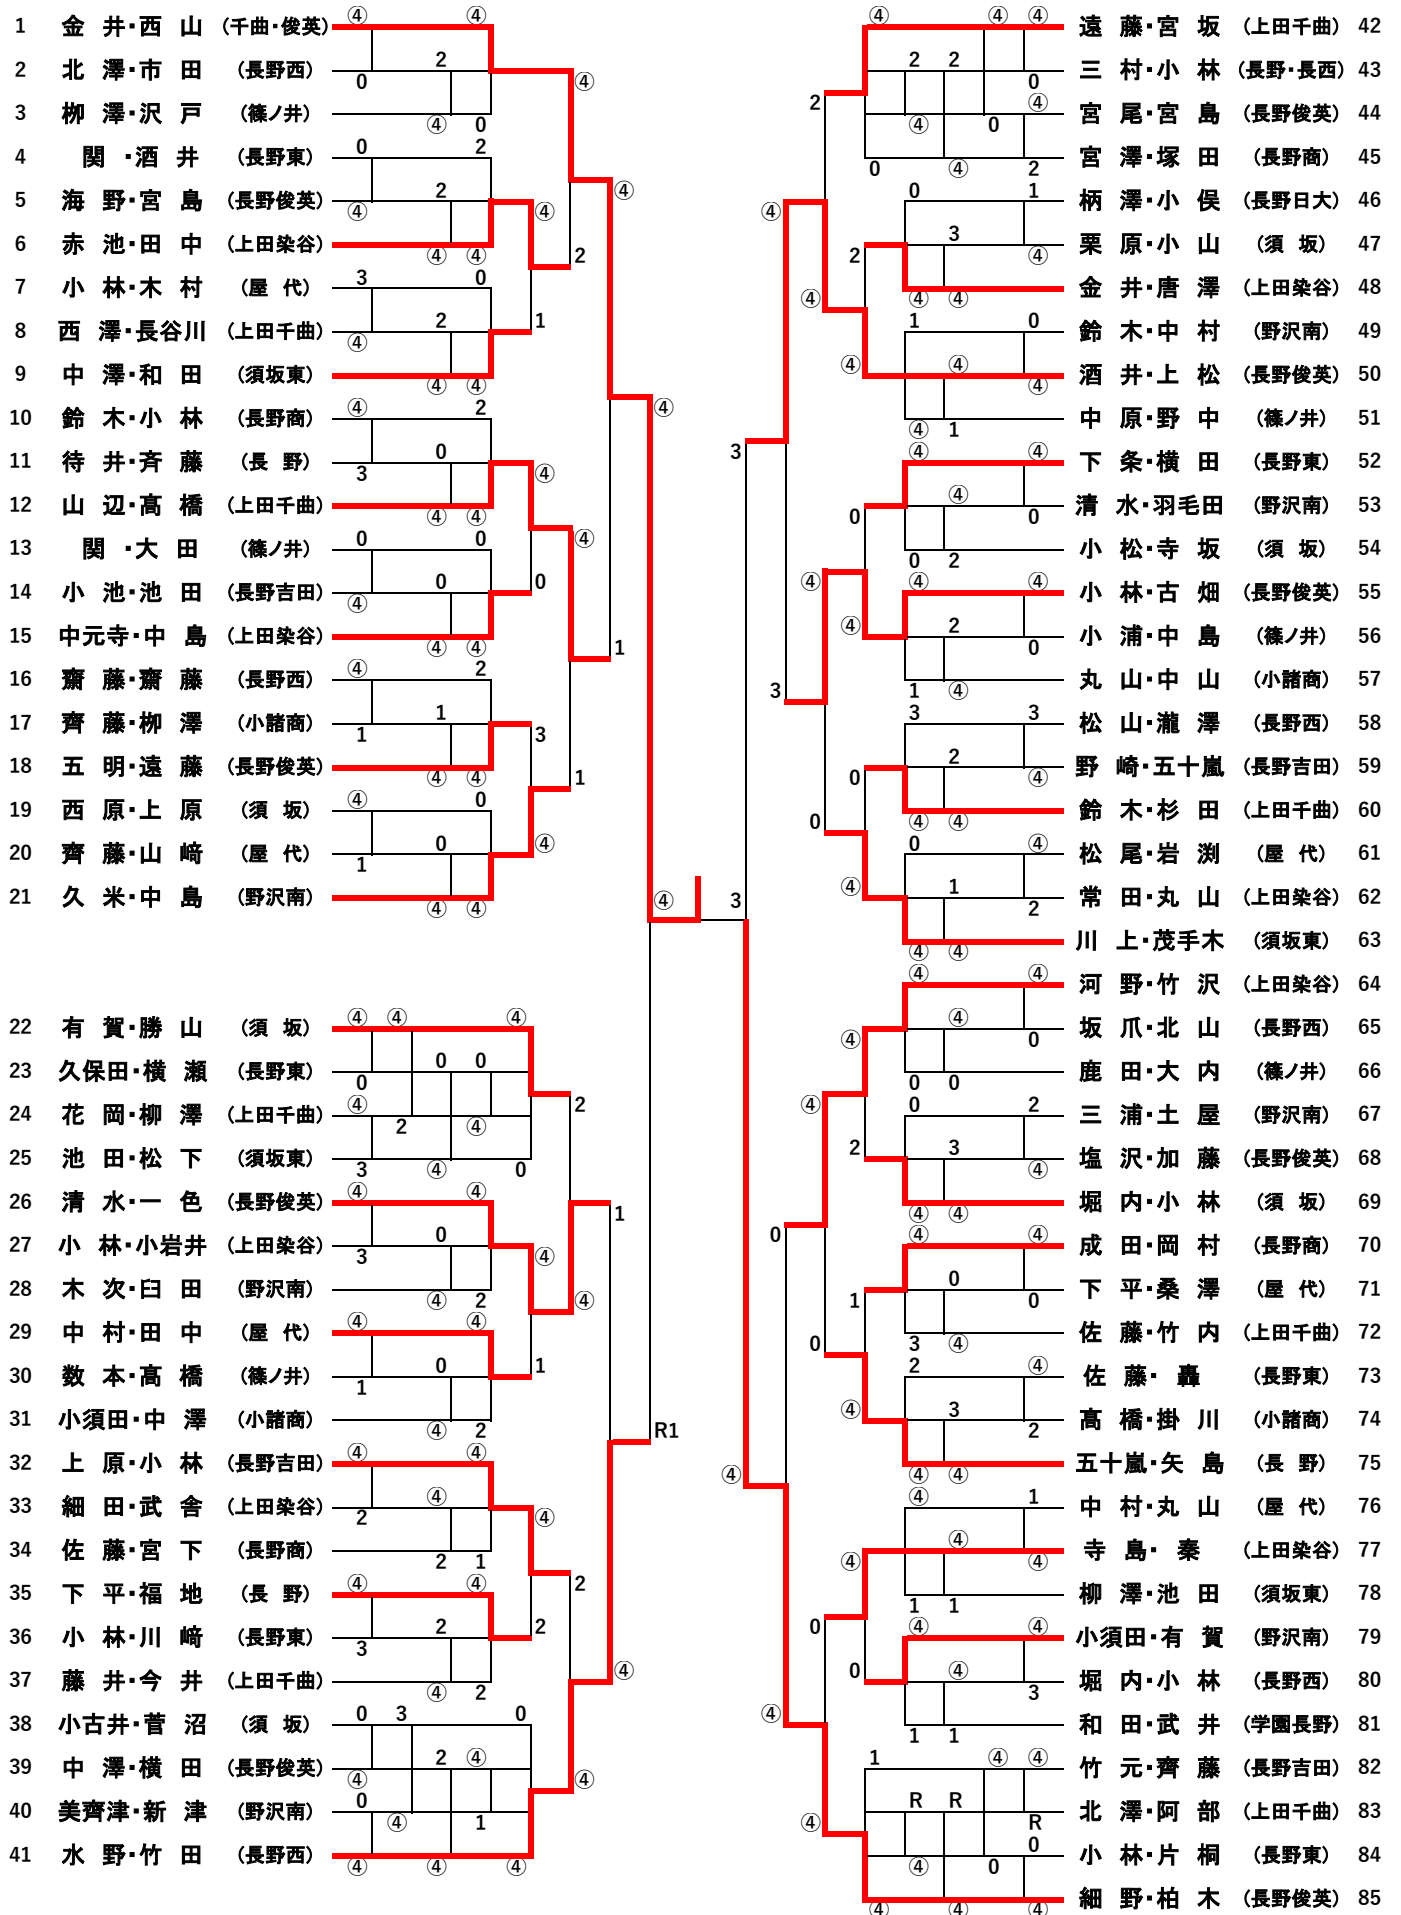 1 金 井・西 山 (千曲・俊英)
2 北 澤・市 田 (長野西)
3 栁 澤・沢 戸 (篠ノ井)
4 関 ・酒 井 (長野東)
5 海 野・宮 島 (長野俊英)
6 赤 池・田 中 (上田染谷)
7 小 林・木 村 (屋 代)
8 西 澤・長谷川 (上田千曲)
9 中 澤・和 田 (須坂東)
10 鈴 木・小 林 (長野商)
11 待 井・斉 藤 (長 野)
12 山 辺・髙 橋 (上田千曲)
13 関 ・大 田 (篠ノ井)
14 小 池・池 田 (長野吉田)
15 中元寺・中 島 (上田染谷)
16 齋 藤・齋 藤 (長野西)
17 齊 藤・栁 澤 (小諸商)
18 五 明・遠 藤 (長野俊英)
19 西 原・上 原 (須 坂)
20 齊 藤・山 﨑 (屋 代)
21 久 米・中 島 (野沢南)
22 有 賀・勝 山 (須 坂)
23 久保田・横 瀬 (長野東)
24 花 岡・柳 澤 (上田千曲)
25 池 田・松 下 (須坂東)
26 清 水・一 色 (長野俊英)
27 小 林・小岩井 (上田染谷)
28 木 次・臼 田 (野沢南)
29 中 村・田 中 (屋 代)
30 数 本・髙 橋 (篠ノ井)
31 小須田・中 澤 (小諸商)
32 上 原・小 林 (長野吉田)
33 細 田・武 舎 (上田染谷)
34 佐 藤・宮 下 (長野商)
35 下 平・福 地 (長 野)
36 小 林・川 﨑 (長野東)
37 藤 井・今 井 (上田千曲)
38 小古井・菅 沼 (須 坂)
39 中 澤・横 田 (長野俊英)
40 美齊津・新 津 (野沢南)
41 水 野・竹 田 (長野西)
遠 藤・宮 坂 (上田千曲) 42
三 村・小 林 (長野・長西) 43
宮 尾・宮 島 (長野俊英) 44
宮 澤・塚 田 (長野商) 45
柄 澤・小 俣 (長野日大) 46
栗 原・小 山 (須 坂) 47
金 井・唐 澤 (上田染谷) 48
鈴 木・中 村 (野沢南) 49
酒 井・上 松 (長野俊英) 50
中 原・野 中 (篠ノ井) 51
下 条・横 田 (長野東) 52
清 水・羽毛田 (野沢南) 53
小 松・寺 坂 (須 坂) 54
小 林・古 畑 (長野俊英) 55
小 浦・中 島 (篠ノ井) 56
丸 山・中 山 (小諸商) 57
松 山・瀧 澤 (長野西) 58
野 崎・五十嵐 (長野吉田) 59
鈴 木・杉 田 (上田千曲) 60
松 尾・岩 渕 (屋 代) 61
常 田・丸 山 (上田染谷) 62
川 上・茂手木 (須坂東) 63
河 野・竹 沢 (上田染谷) 64
坂 爪・北 山 (長野西) 65
鹿 田・大 内 (篠ノ井) 66
三 浦・土 屋 (野沢南) 67
塩 沢・加 藤 (長野俊英) 68
堀 内・小 林 (須 坂) 69
成 田・岡 村 (長野商) 70
下 平・桑 澤 (屋 代) 71
佐 藤・竹 内 (上田千曲) 72
佐 藤・ 轟 (長野東) 73
髙 橋・掛 川 (小諸商) 74
五十嵐・矢 島 (長 野) 75
中 村・丸 山 (屋 代) 76
寺 島・ 秦 (上田染谷) 77
柳 澤・池 田 (須坂東) 78
小須田・有 賀 (野沢南) 79
堀 内・小 林 (長野西) 80
和 田・武 井 (学園長野) 81
竹 元・齊 藤 (長野吉田) 82
北 澤・阿 部 (上田千曲) 83
小 林・片 桐 (長野東) 84
細 野・柏 木 (長野俊英) 85